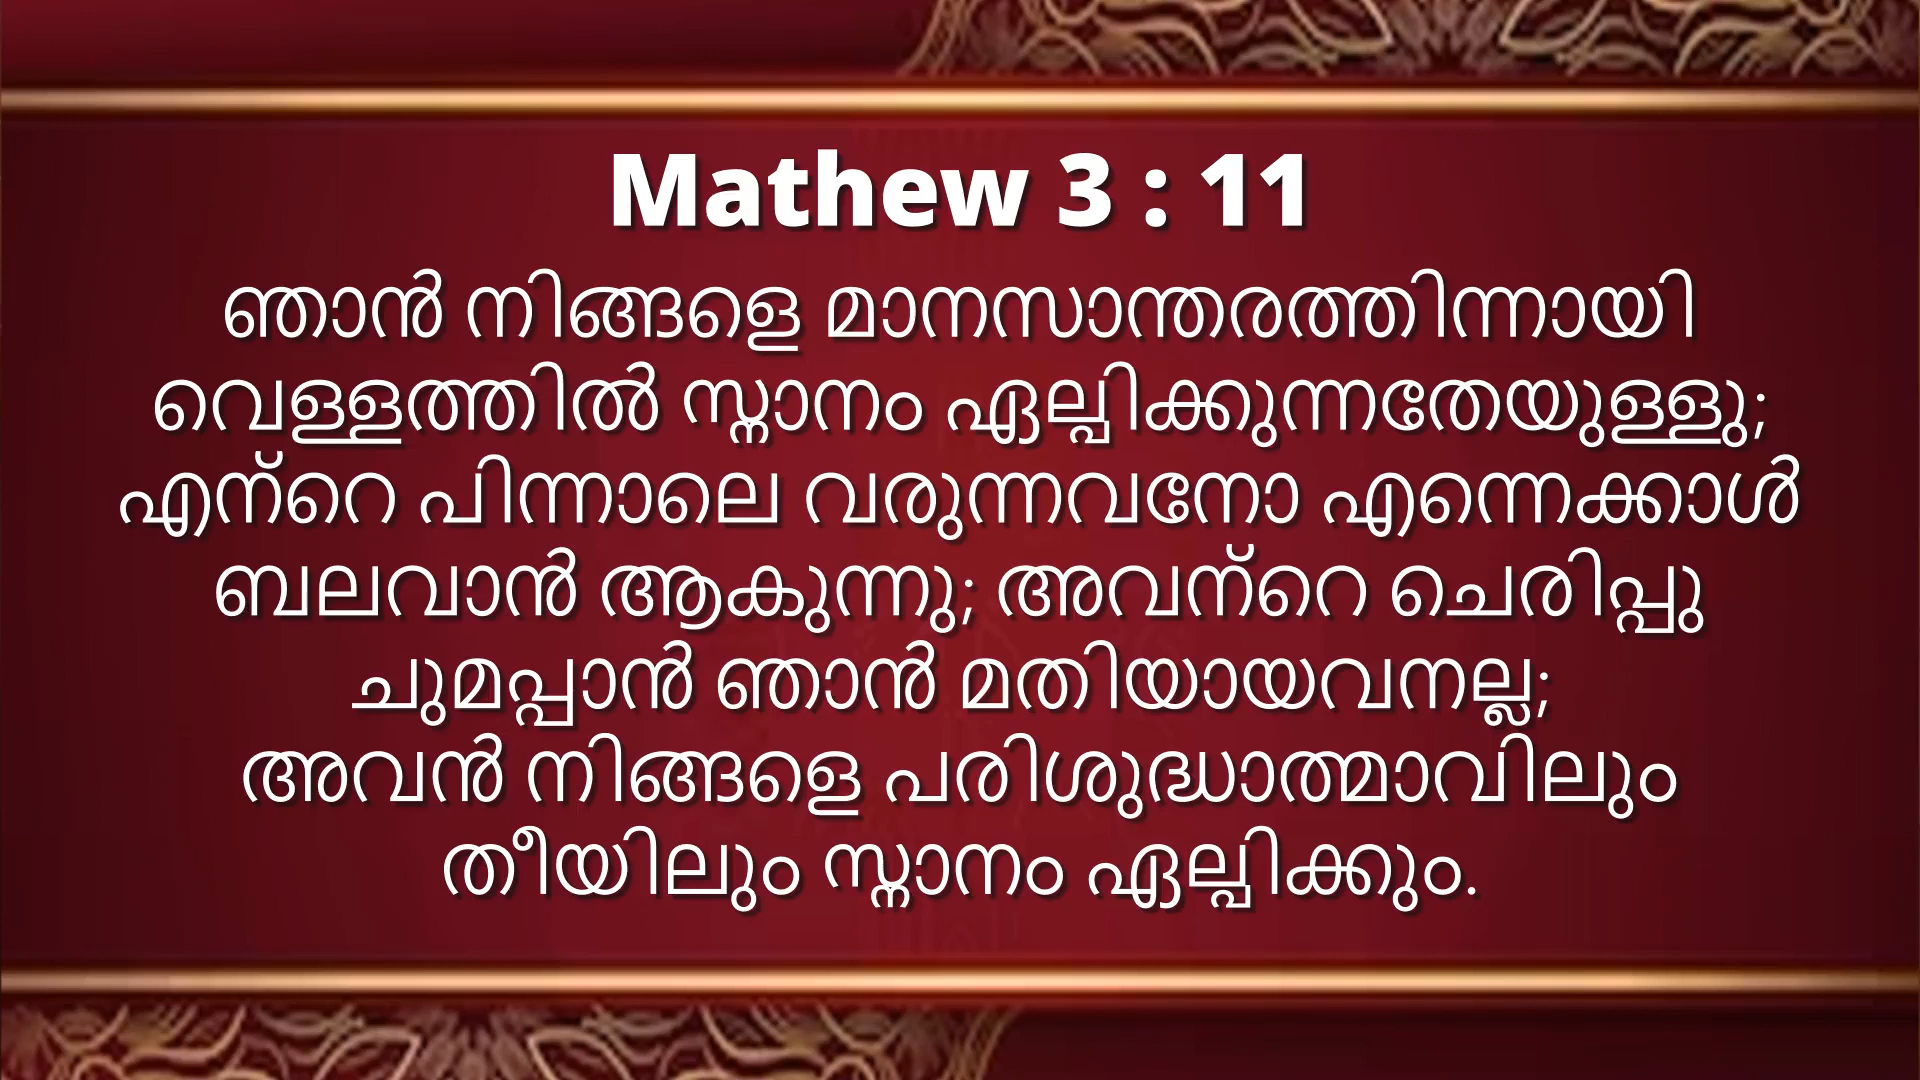 Mathew 3 : 11
ഞാൻ നിങ്ങളെ മാനസാന്തരത്തിന്നായി
വെള്ളത്തിൽ സ്നാനം ഏല്പിക്കുന്നതേയുള്ളു;
എന്റെ പിന്നാലെ വരുന്നവനോ എന്നെക്കാൾ
ബലവാൻ ആകുന്നു; അവന്റെ ചെരിപ്പു
ചുമപ്പാൻ ഞാൻ മതിയായവനല്ല;
അവൻ നിങ്ങളെ പരിശുദ്ധാത്മാവിലും
തീയിലും സ്നാനം ഏല്പിക്കും.